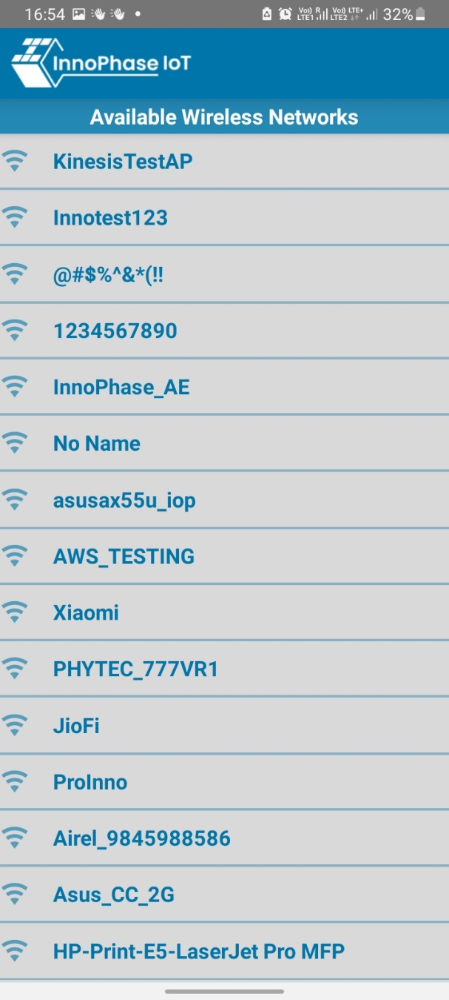 16:54 Vo)) R Vo)) LTE+ 32%
LTE1 LTE2
InnoPhase IoT
Available Wireless Networks
KinesisTestAP
Innotest123
@#$%^&*(!!
1234567890
InnoPhase_AE
No Name
asusax55u_iop
AWS_TESTING
Xiaomi
PHYTEC_777VR1
JioFi
ProInno
Airel_9845988586
Asus_CC_2G
HP-Print-E5-LaserJet Pro MFP